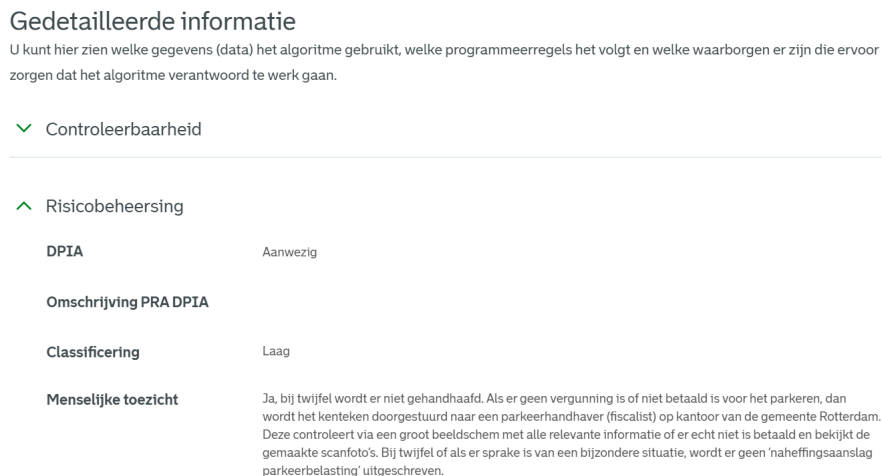 Gedetailleerde informatie
U kunt hier zien welke gegevens (data) het algoritme gebruikt, welke programmeerregels het volgt en welke waarborgen er zijn die ervoor
zorgen dat het algoritme verantwoord te werk gaan.
Controleerbaarheid
Risicobeheersing
DPIA Aanwezig
Omschrijving PRA DPIA
Classificering Laag
Menselijke toezicht Ja, bij twijfel wordt er niet gehandhaafd. Als er geen vergunning is of niet betaald is voor het parkeren, dan
wordt het kenteken doorgestuurd naar een parkeerhandhaver (fiscalist) op kantoor van de gemeente Rotterdam.
Deze controleert via een groot beeldscherm met alle relevante informatie of er echt niet is betaald en bekijkt de
gemaakte scanfoto's. Bij twijfel of als er sprake is van een bijzondere situatie, wordt er geen 'naheffingsaanslag
parkeerbelasting' uitgeschreven.